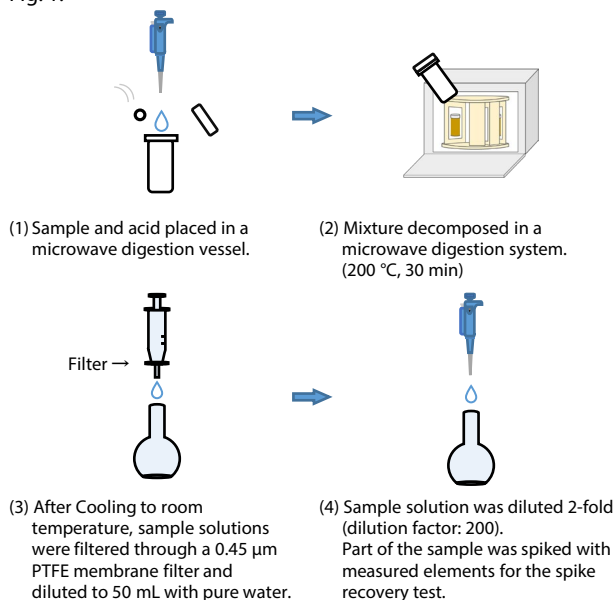 (1) Sample and acid placed in a
microwave digestion vessel.
(2) Mixture decomposed in a
microwave digestion system.
(200 °C, 30 min)
Filter →
(3) After Cooling to room
temperature, sample solutions
were filtered through a 0.45 µm
PTFE membrane filter and
diluted to 50 mL with pure water.
(4) Sample solution was diluted 2-fold
(dilution factor: 200).
Part of the sample was spiked with
measured elements for the spike
recovery test.